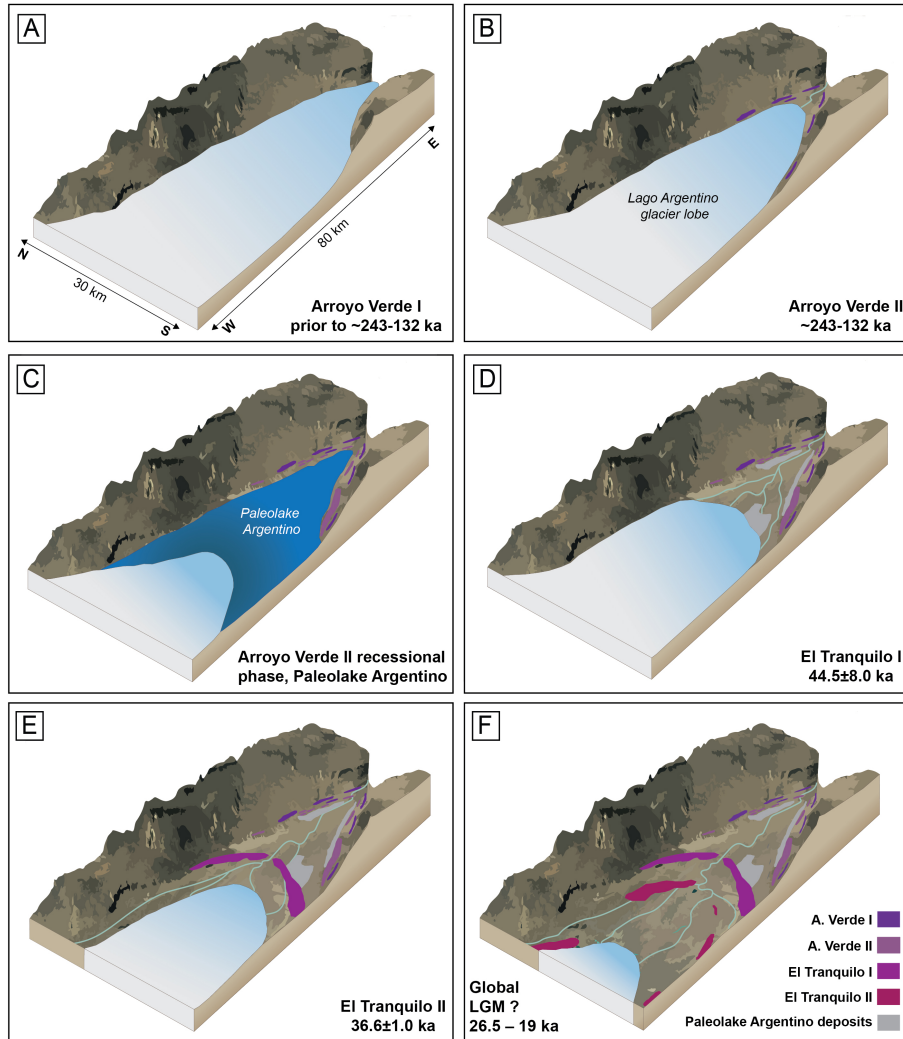 A
N
30 km
S
W
80 km
E
Arroyo Verde I
prior to ~243-132 ka
B
Lago Argentino
glacier lobe
Arroyo Verde II
~243-132 ka
C
Paleolake
Argentino
Arroyo Verde II recessional
phase, Paleolake Argentino
D
El Tranquilo I
44.5±8.0 ka
E
El Tranquilo II
36.6±1.0 ka
F
Global
LGM ?
26.5 – 19 ka
A. Verde I
A. Verde II
El Tranquilo I
El Tranquilo II
Paleolake Argentino deposits